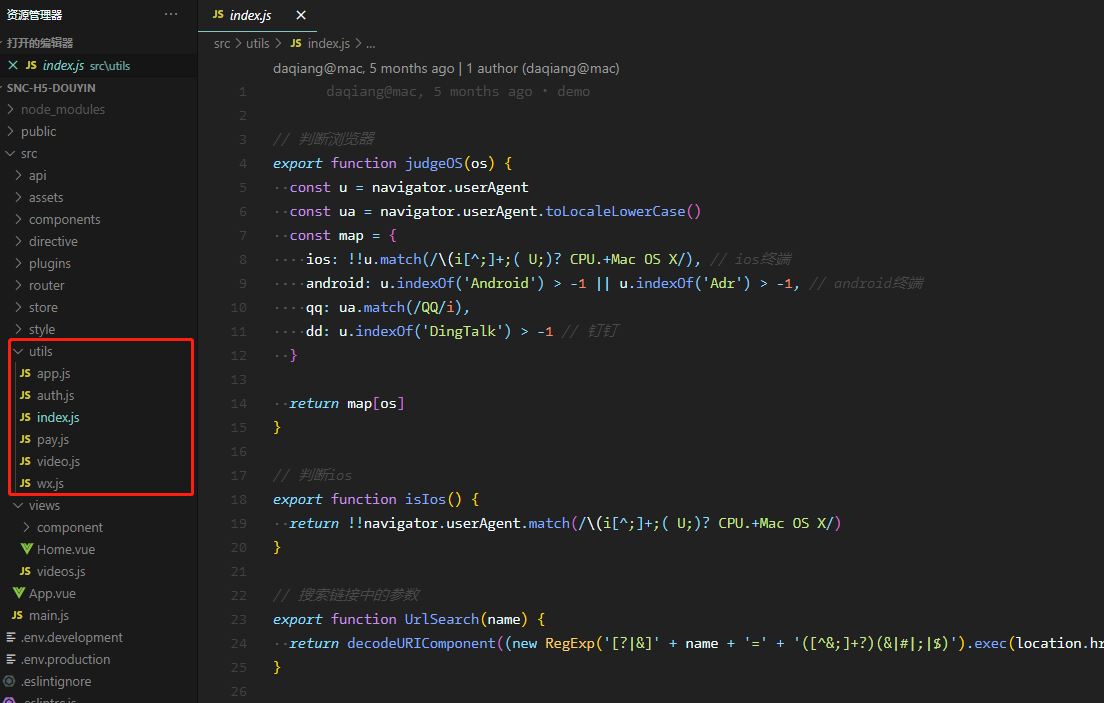 资源管理器 ...
打开的编辑器
JS index.js src\utils
SNC-H5-DOUYIN
node_modules
public
src
api
assets
components
directive
plugins
router
store
style
utils
JS app.js
JS auth.js
JS index.js
JS pay.js
JS video.js
JS wx.js
views
component
Home.vue
JS videos.js
App.vue
JS main.js
.env.development
.env.production
.eslintignore
.eslintrc.js
JS index.js
src > utils > JS index.js > ...
daqiang@mac, 5 months ago | 1 author (daqiang@mac)
1 daqiang@mac, 5 months ago • demo
2
3 // 判断浏览器
4 export function judgeOS(os) {
5 ··const u = navigator.userAgent
6 ··const ua = navigator.userAgent.toLocaleLowerCase()
7 ··const map = {
8 ····ios: !!u.match(/\(i[^;]+;( U;)? CPU.+Mac OS X/), // ios终端
9 ····android: u.indexOf('Android') > -1 || u.indexOf('Adr') > -1, // android终端
10 ····qq: ua.match(/QQ/i),
11 ····dd: u.indexOf('DingTalk') > -1 // 钉钉
12 ··}
13
14 ··return map[os]
15 }
16
17 // 判断ios
18 export function isIos() {
19 ··return !!navigator.userAgent.match(/\(i[^;]+;( U;)? CPU.+Mac OS X/)
20 }
21
22 // 搜索链接中的参数
23 export function UrlSearch(name) {
24 ··return decodeURIComponent((new RegExp('[?|&]' + name + '=' + '([^&;]+?)(&|#|;|$)').exec(location.hr
25 }
26